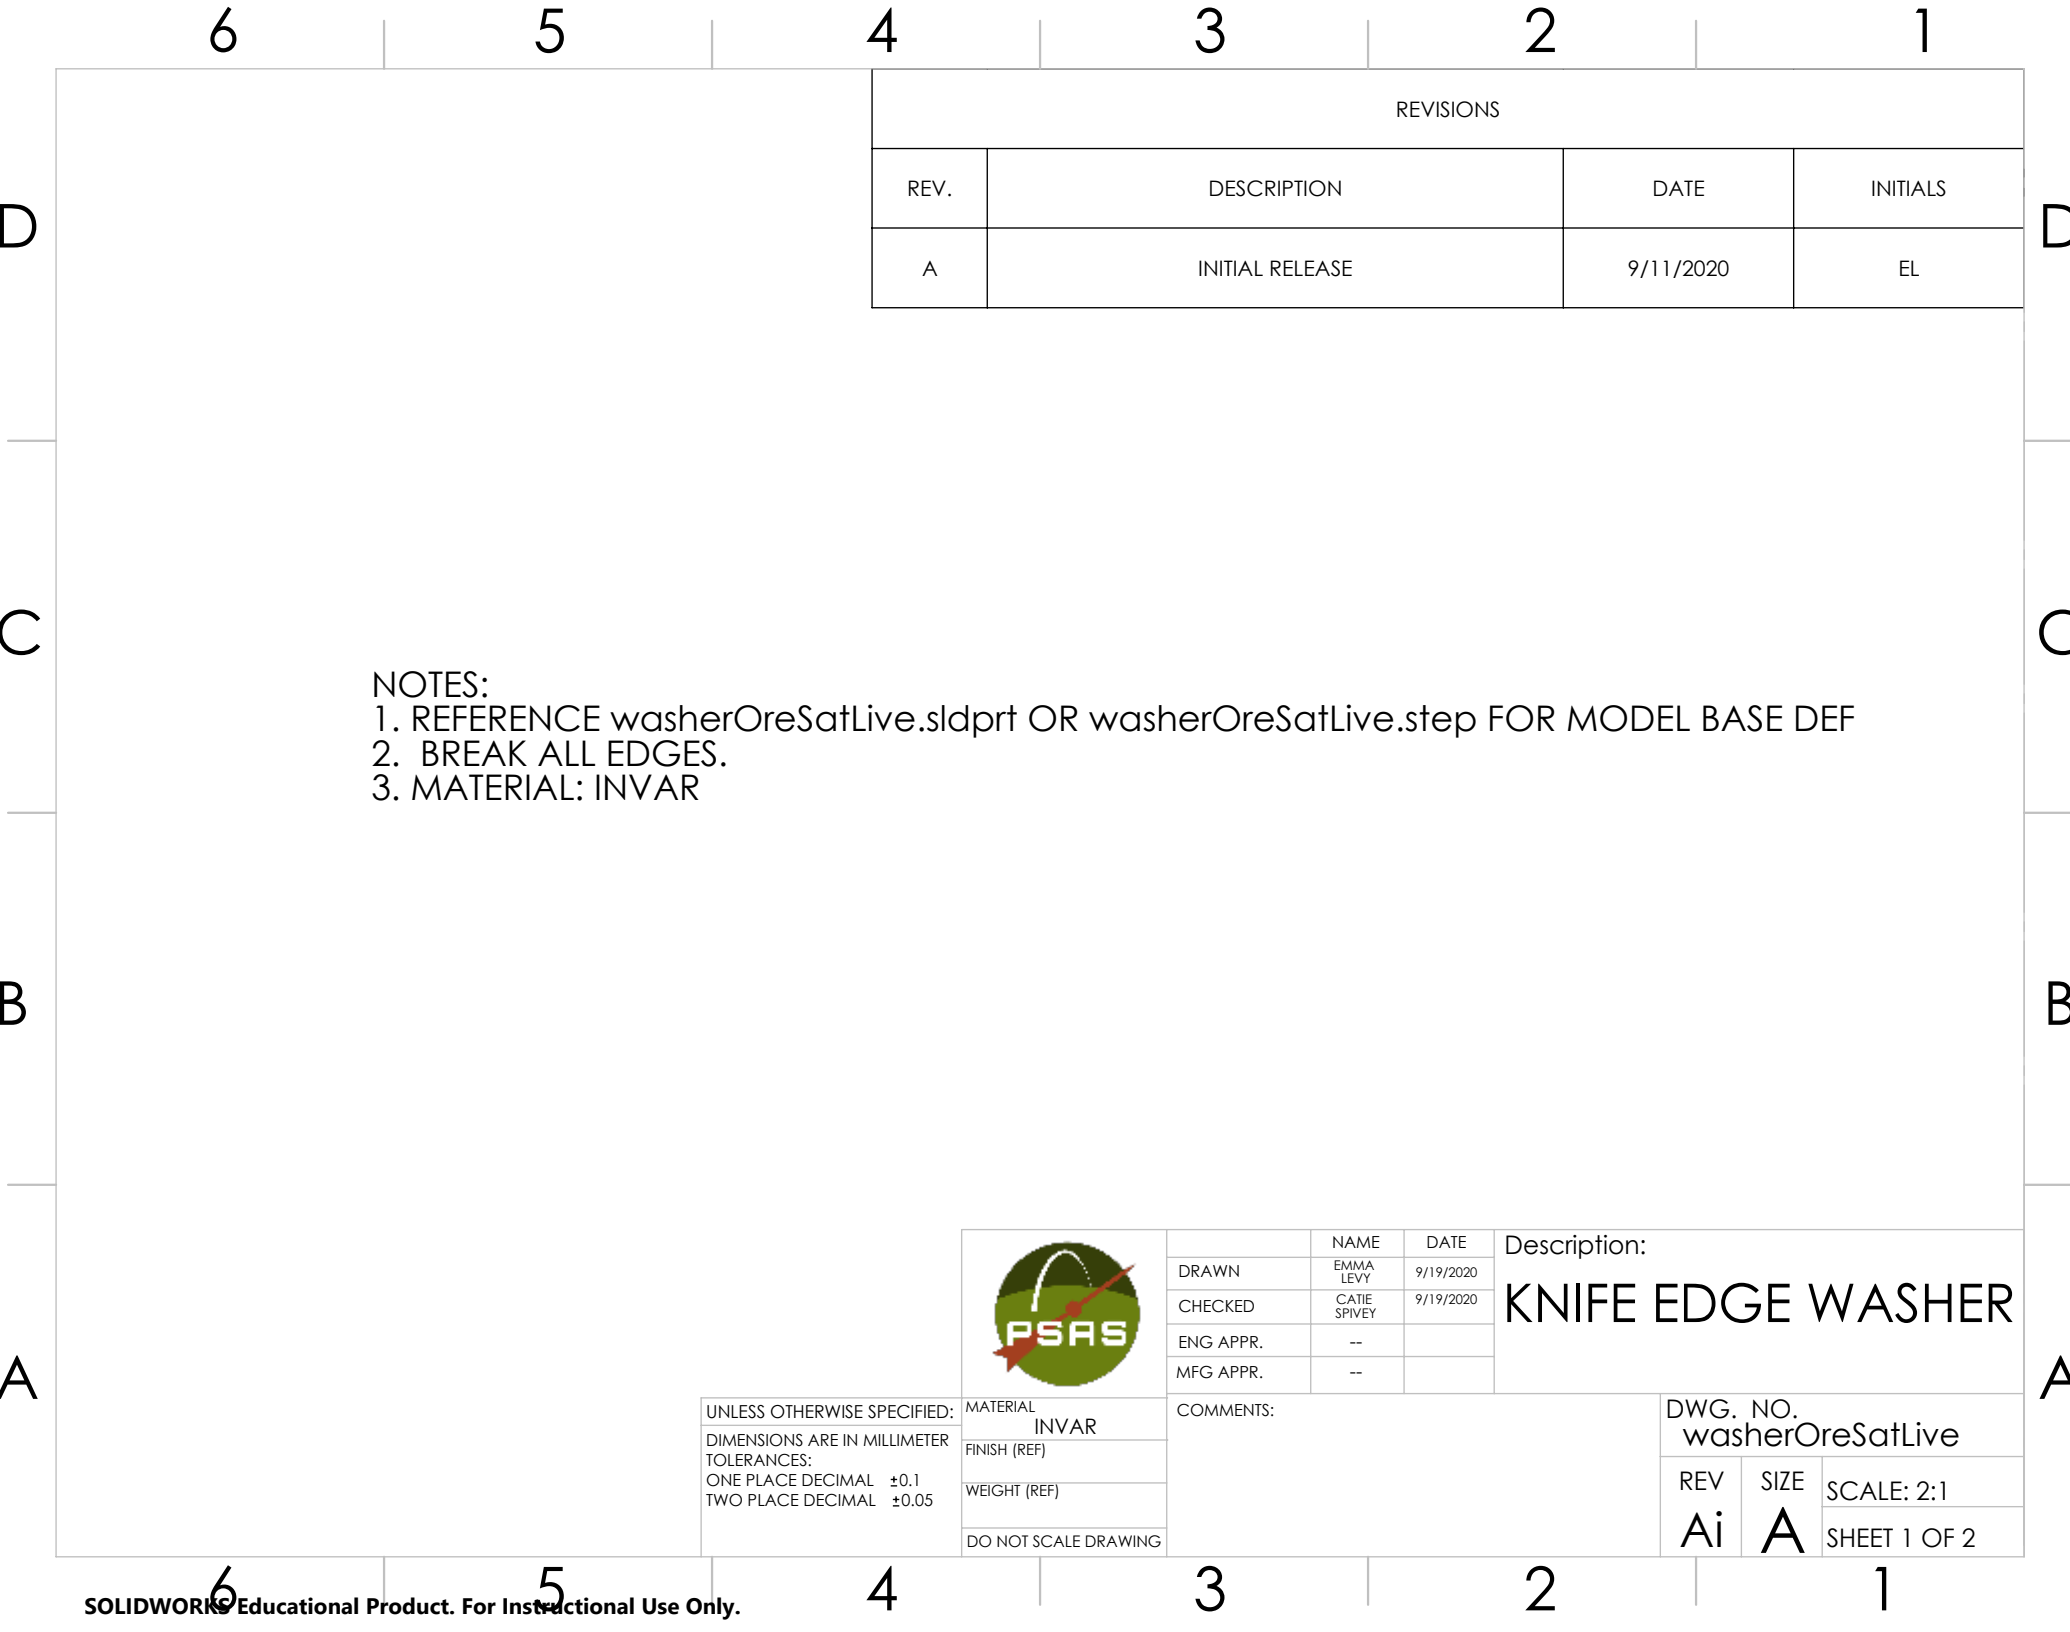 6 5 4 3 2 1
REVISIONS
REV. DESCRIPTION DATE INITIALS
A INITIAL RELEASE 9/11/2020 EL
D D
C C
NOTES:
1. REFERENCE washerOreSatLive.sldprt OR washerOreSatLive.step FOR MODEL BASE DEF
2. BREAK ALL EDGES.
3. MATERIAL: INVAR
B B
A A
PSAS
NAME DATE
DRAWN EMMA LEVY 9/19/2020
CHECKED CATIE SPIVEY 9/19/2020
ENG APPR. --
MFG APPR. --
Description:
KNIFE EDGE WASHER
UNLESS OTHERWISE SPECIFIED:
DIMENSIONS ARE IN MILLIMETER
TOLERANCES:
ONE PLACE DECIMAL ±0.1
TWO PLACE DECIMAL ±0.05
MATERIAL
INVAR
FINISH (REF)
WEIGHT (REF)
DO NOT SCALE DRAWING
COMMENTS:
DWG. NO.
washerOreSatLive
REV
Ai
SIZE
A
SCALE: 2:1
SHEET 1 OF 2
6 5 4 3 2 1
SOLIDWORKS Educational Product. For Instructional Use Only.